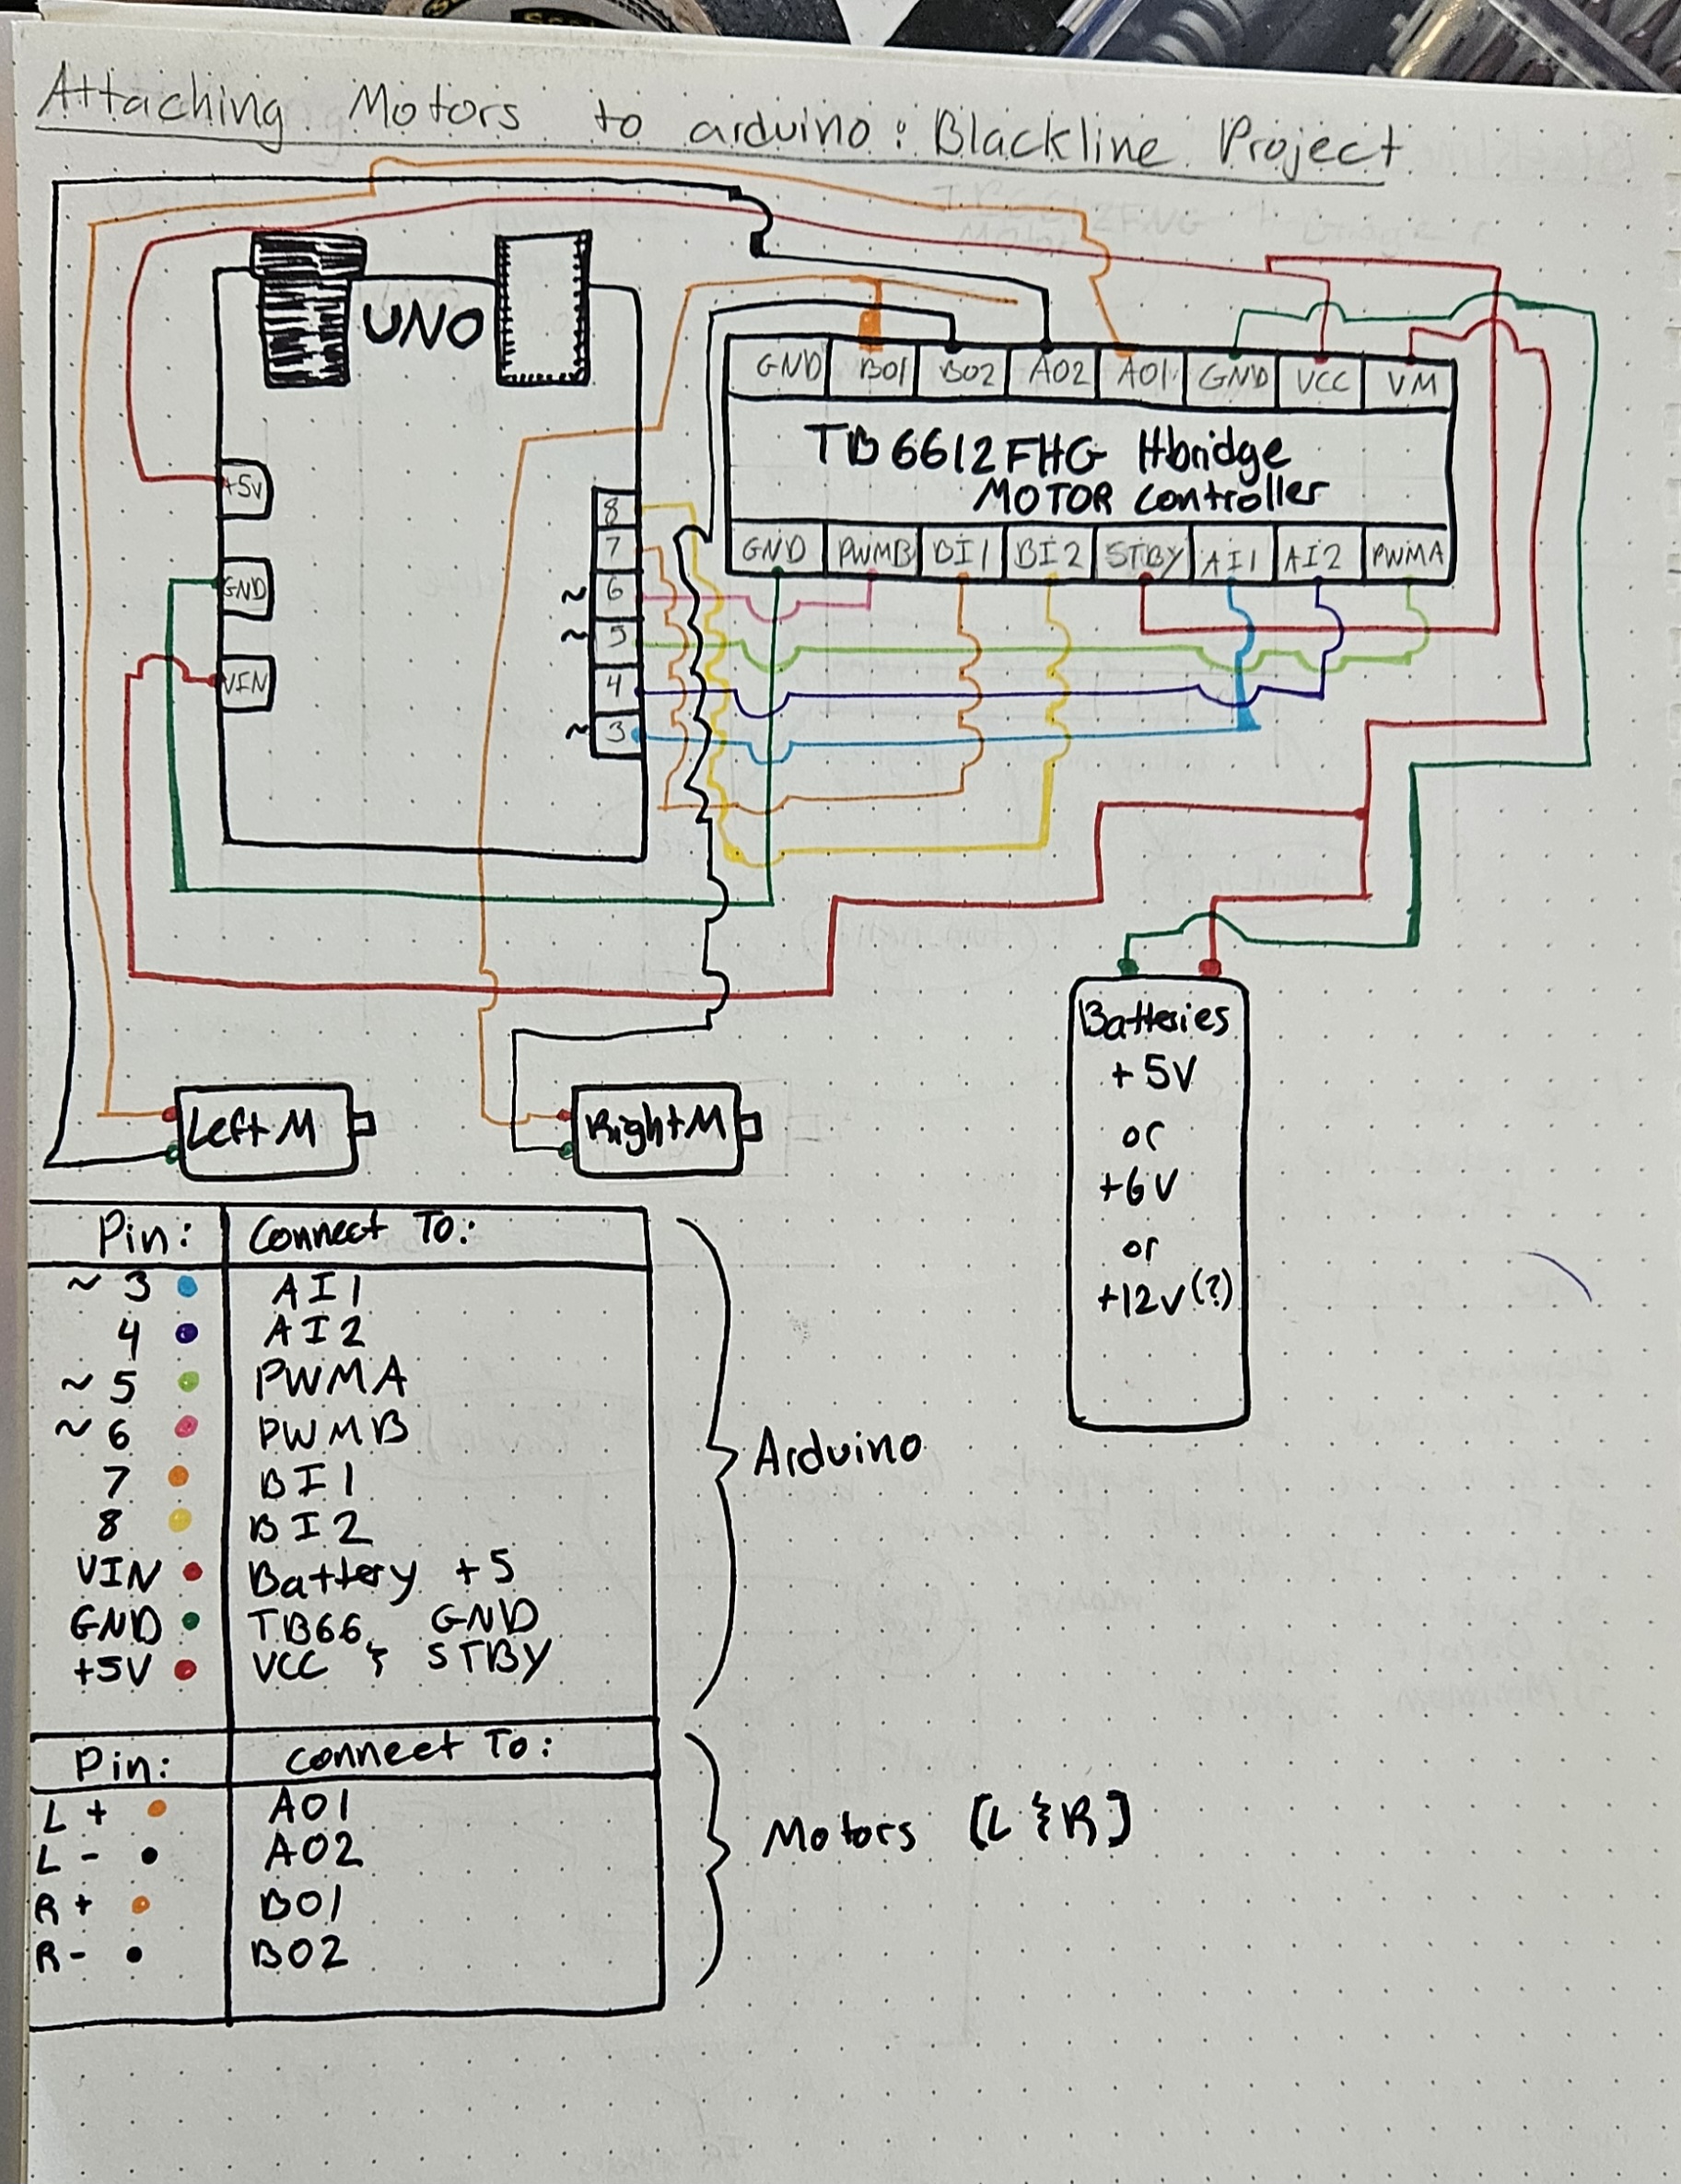 Attaching Motors to arduino: Blackline Project
UNO
+5V
GND
VIN
8
7
~ 6
~ 5
4
~ 3
GND BO1 BO2 AO2 AO1 GND VCC VM
TB6612FHG Hbridge
MOTOR Controller
GND PWMB BI1 BI2 STBY AI1 AI2 PWMA
Left M
Right M
Batteries
+5V
or
+6V
or
+12V(?)
Pin: Connect To:
~ 3 AI1
4 AI2
~ 5 PWMA
~ 6 PWMB
7 BI1
8 BI2
VIN Battery +5
GND TB66 GND
+5V VCC & STBY
Arduino
Pin: Connect To:
L + AO1
L - AO2
R + BO1
R - BO2
Motors [L & R]